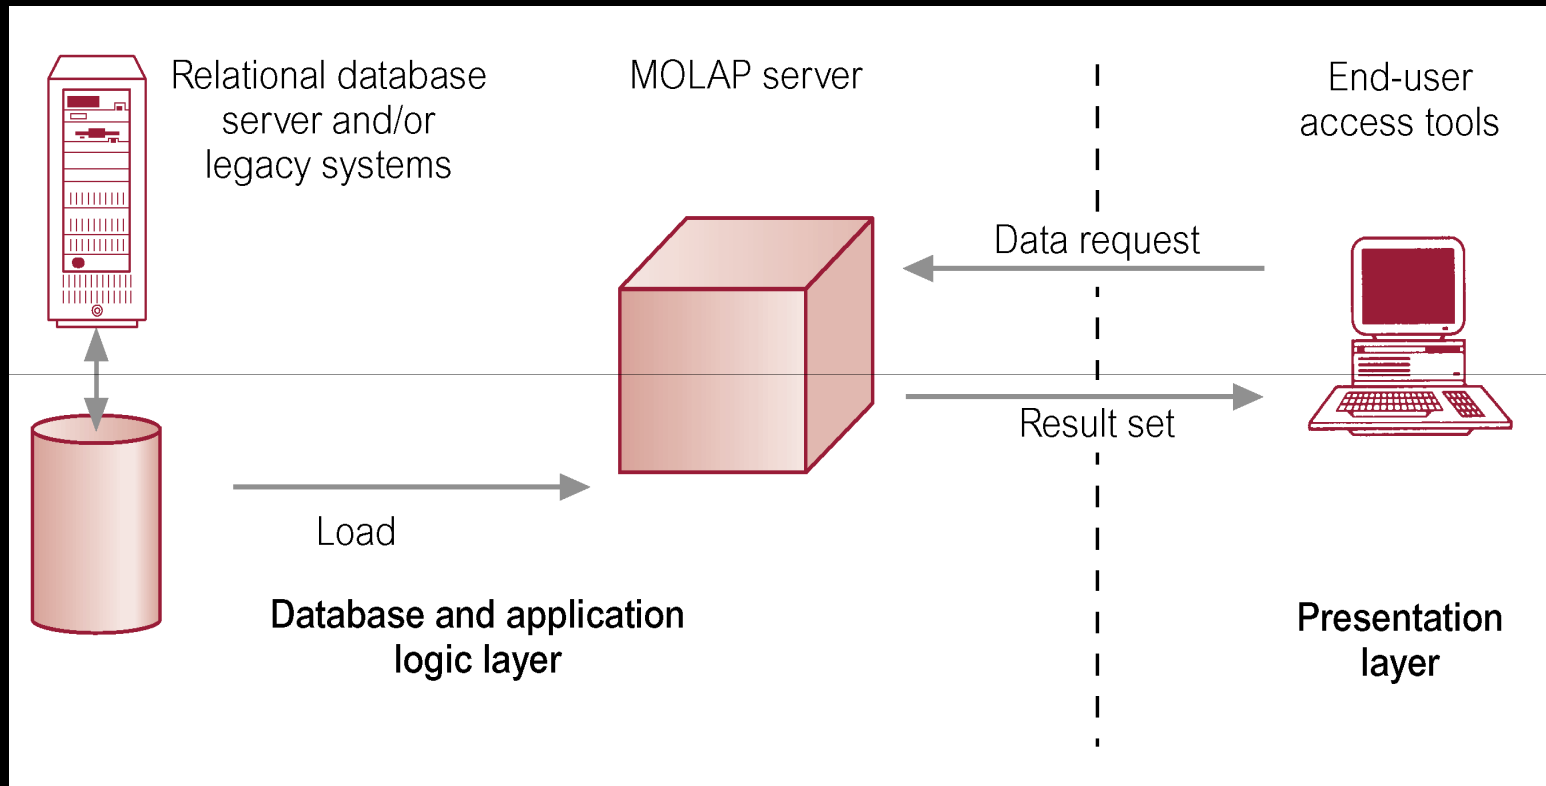 Relational database
server and/or
legacy systems
MOLAP server
End-user
access tools
Data request
Result set
Load
Database and application
logic layer
Presentation
layer